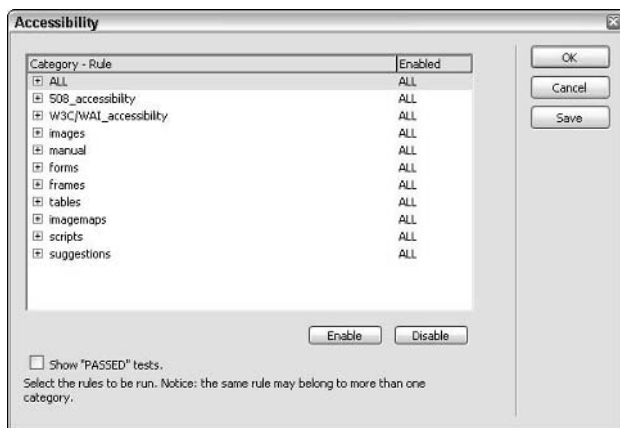 Accessibility
Category - Rule Enabled
ALL ALL
508_accessibility ALL
W3C/WAI_accessibility ALL
images ALL
manual ALL
forms ALL
frames ALL
tables ALL
imagemaps ALL
scripts ALL
suggestions ALL
OK
Cancel
Save
Enable Disable
Show "PASSED" tests.
Select the rules to be run. Notice: the same rule may belong to more than one
category.